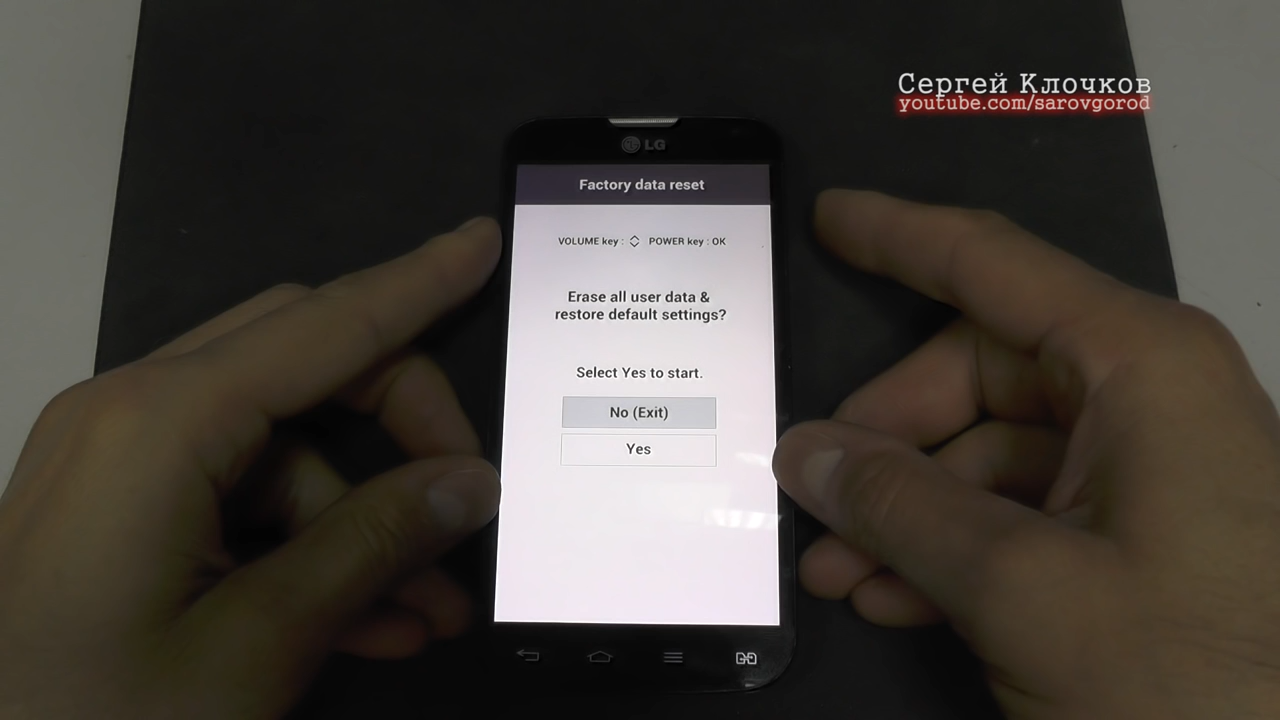 Сергей Клочков
youtube.com/sarovgorod
LG
Factory data reset
VOLUME key : POWER key : OK
Erase all user data &
restore default settings?
Select Yes to start.
No (Exit)
Yes